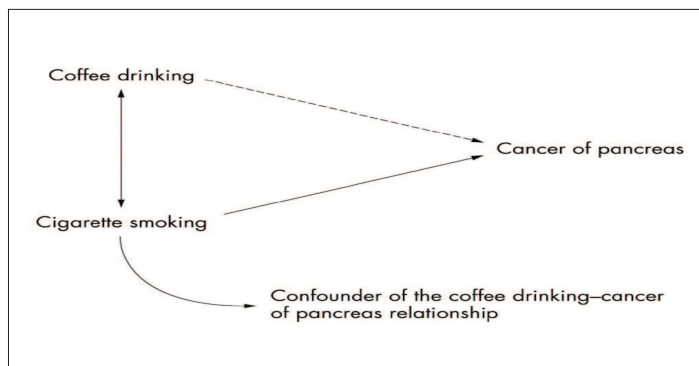 Coffee drinking
Cancer of pancreas
Cigarette smoking
Confounder of the coffee drinking–cancer
of pancreas relationship